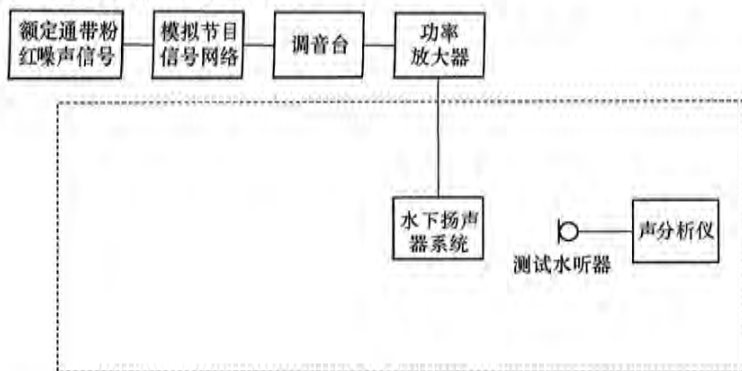 额定通带粉
红噪声信号
模拟节目
信号网络
调音台
功率
放大器
水下扬声
器系统
测试水听器
声分析仪